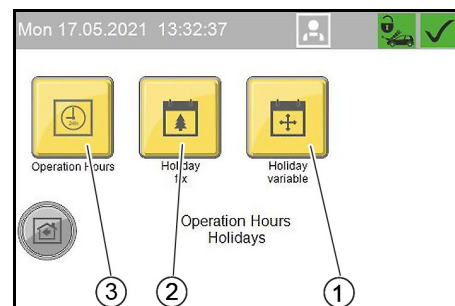 Mon 17.05.2021 13:32:37
24h
Operation Hours
Holiday
fix
Holiday
variable
Operation Hours
Holidays
3
2
1